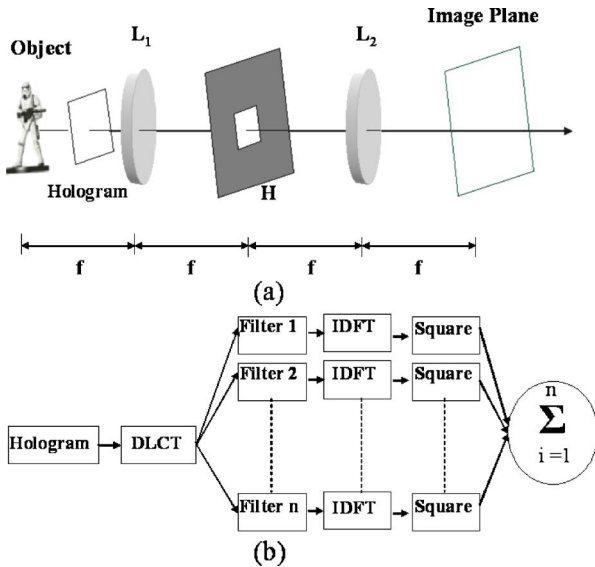 Image Plane
Object
L1
L2
Hologram
H
f f f f
(a)
Filter 1 IDFT Square
Filter 2 IDFT Square
Hologram DLCT
n
Σ
i =1
Filter n IDFT Square
(b)